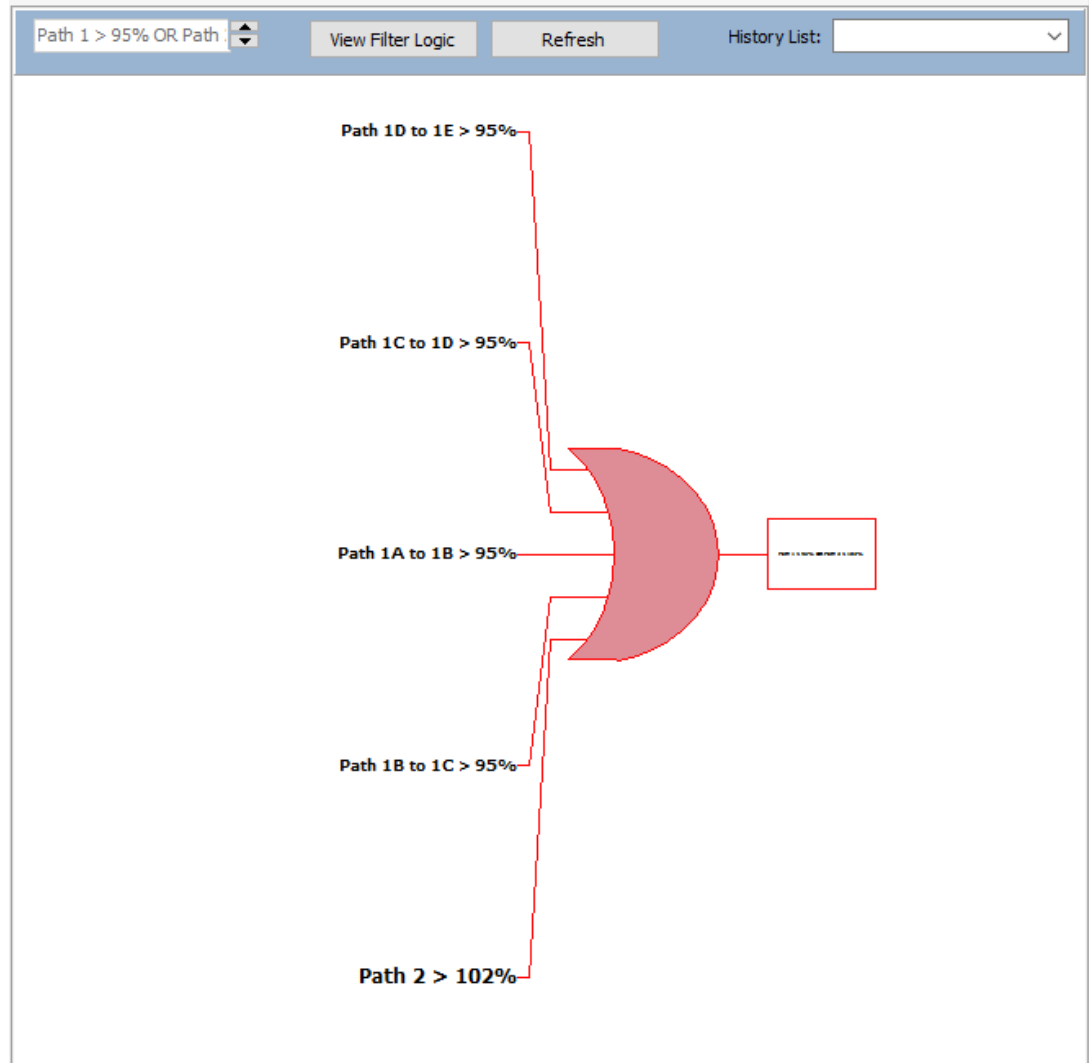 Path 1 > 95% OR Path
View Filter Logic
Refresh
History List:
Path 1D to 1E > 95%
Path 1C to 1D > 95%
Path 1A to 1B > 95%
Path 1B to 1C > 95%
Path 2 > 102%